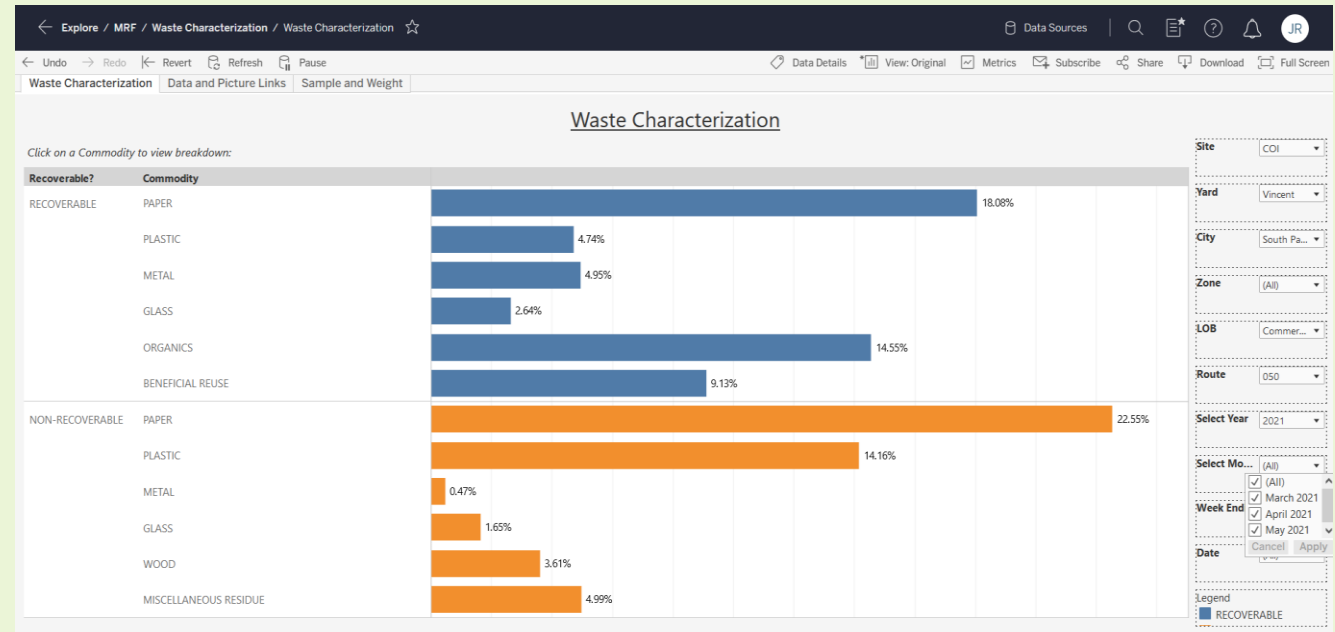 Explore / MRF / Waste Characterization / Waste Characterization
Data Sources
JR
Undo Redo Revert Refresh Pause
Data Details View: Original Metrics Subscribe Share Download Full Screen
Waste Characterization Data and Picture Links Sample and Weight
Waste Characterization
Click on a Commodity to view breakdown:
Recoverable? Commodity
RECOVERABLE PAPER 18.08%
PLASTIC 4.74%
METAL 4.95%
GLASS 2.64%
ORGANICS 14.55%
BENEFICIAL REUSE 9.13%
NON-RECOVERABLE PAPER 22.55%
PLASTIC 14.16%
METAL 0.47%
GLASS 1.65%
WOOD 3.61%
MISCELLANEOUS RESIDUE 4.99%
Site COI
Yard Vincent
City South Pa...
Zone (All)
LOB Commer...
Route 050
Select Year 2021
Select Mo... (All)
(All)
March 2021
Week End
April 2021
May 2021
Cancel Apply
Date
Legend
RECOVERABLE